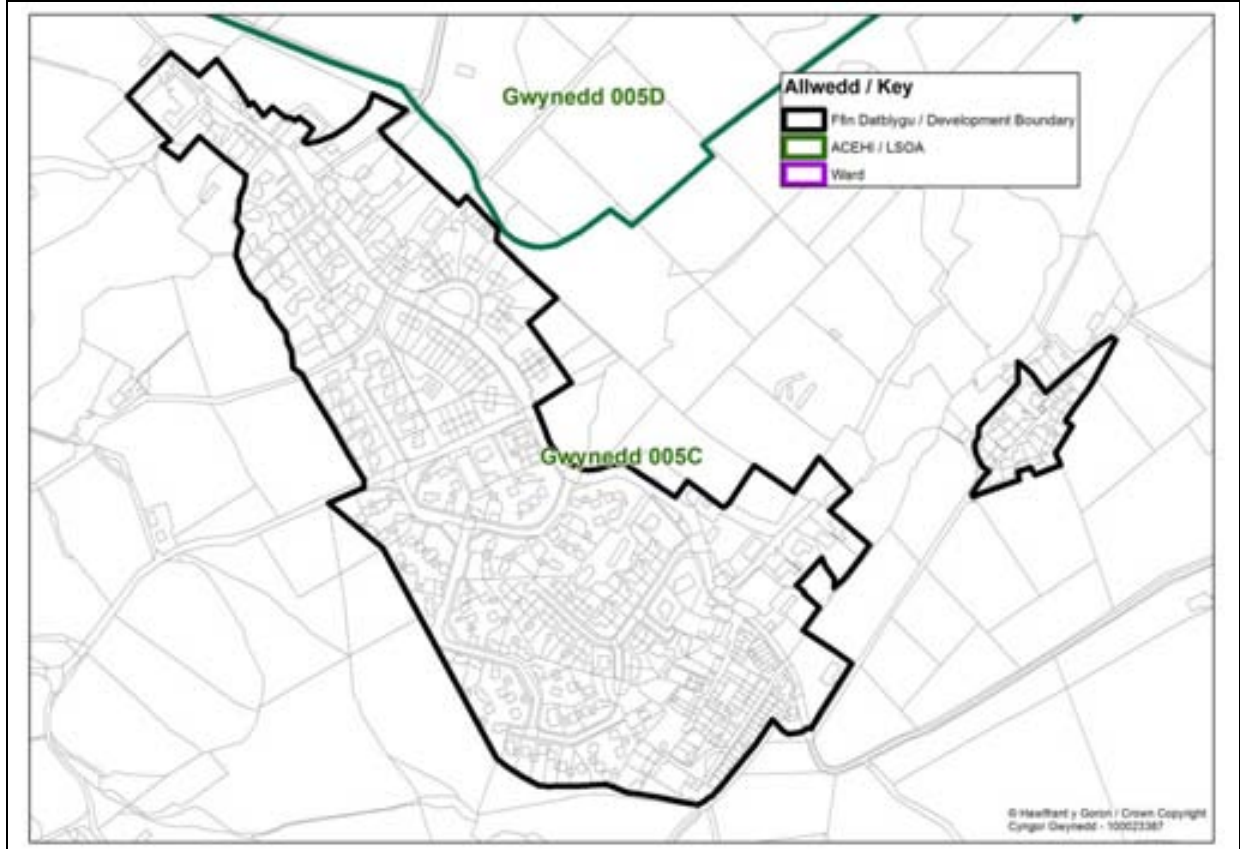 Gwynedd 005D
Allwedd / Key
Ffin Datblygu / Development Boundary
ACEHI / LSOA
Ward
Gwynedd 005C
© Hawlfraint y Goron / Crown Copyright
Cyngor Gwynedd - 100023387